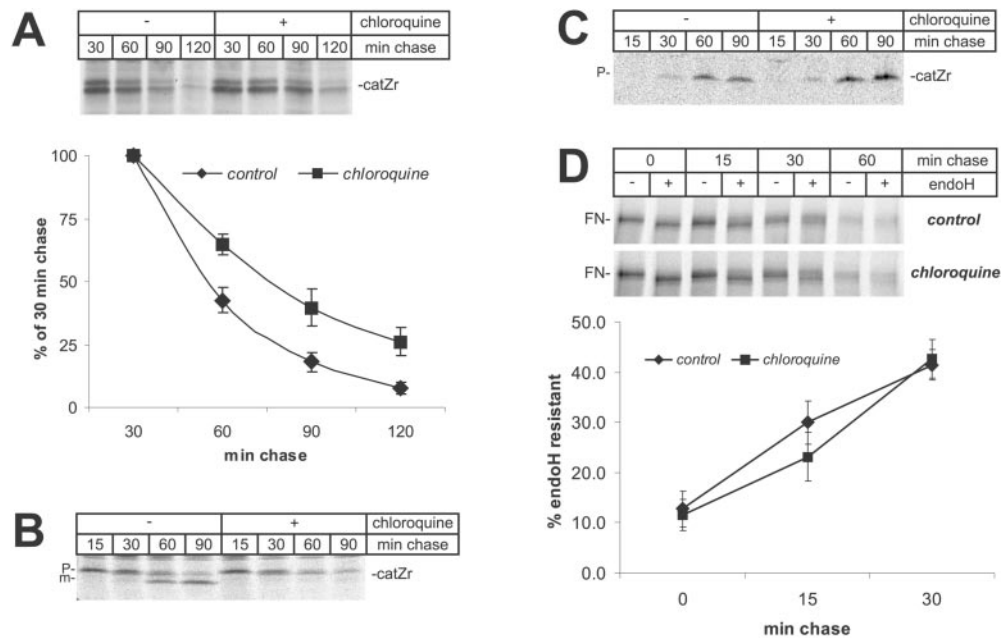 A
- + chloroquine
30 60 90 120 30 60 90 120 min chase
-catZr
100
75
50
25
0
% of 30 min chase
control chloroquine
30 60 90 120
min chase
B
- + chloroquine
15 30 60 90 15 30 60 90 min chase
P-
m-
-catZr
C
- + chloroquine
15 30 60 90 15 30 60 90 min chase
P-
-catZr
D
0 15 30 60 min chase
- + - + - + - + endoH
FN- control
FN- chloroquine
50.0
40.0
30.0
20.0
10.0
0.0
% endoH resistant
control chloroquine
0 15 30
min chase